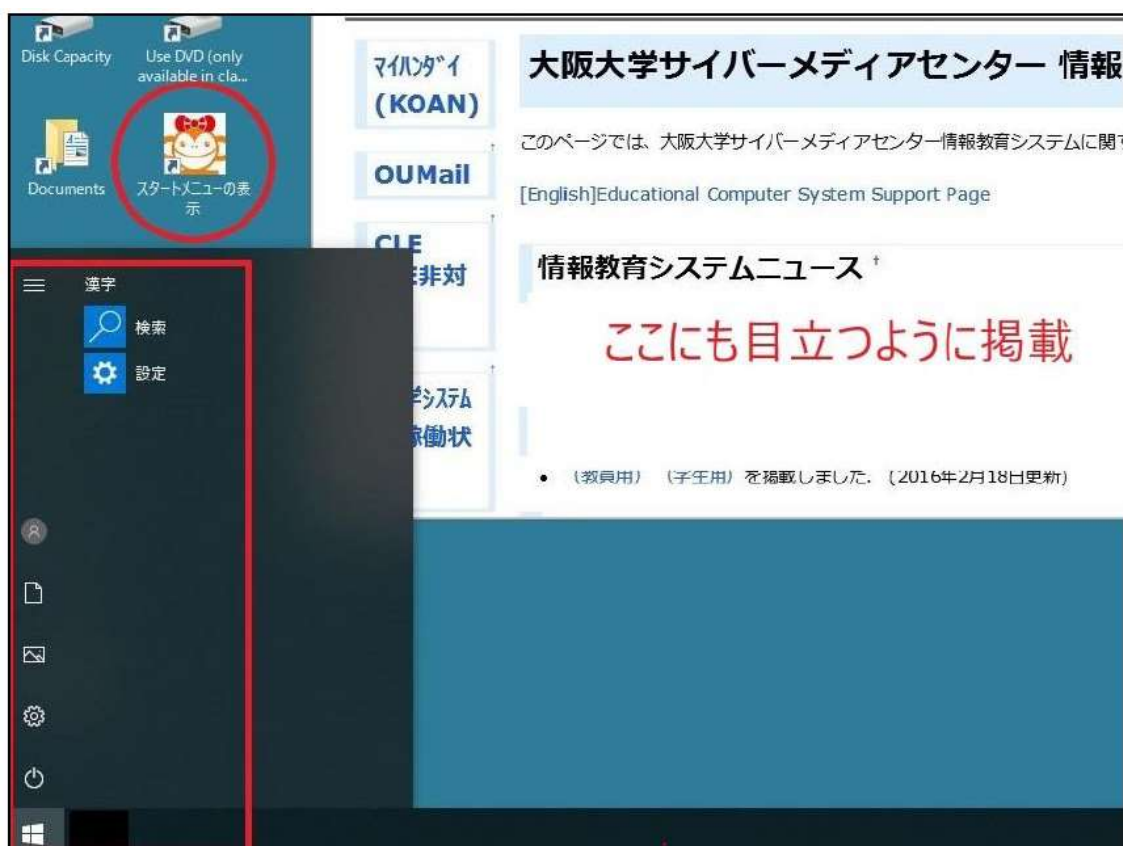 Disk Capacity
Use DVD (only
available in cla...
Documents
スタートメニューの表
示
漢字
検索
設定
マイハンダイ
(KOAN)
OUMail
CLE
非対
システム
稼働状
大阪大学サイバーメディアセンター 情報
このページでは、大阪大学サイバーメディアセンター情報教育システムに関す
[English]Educational Computer System Support Page
情報教育システムニュース †
ここにも目立つように掲載
• (教員用) (学生用) を掲載しました. (2016年2月18日更新)